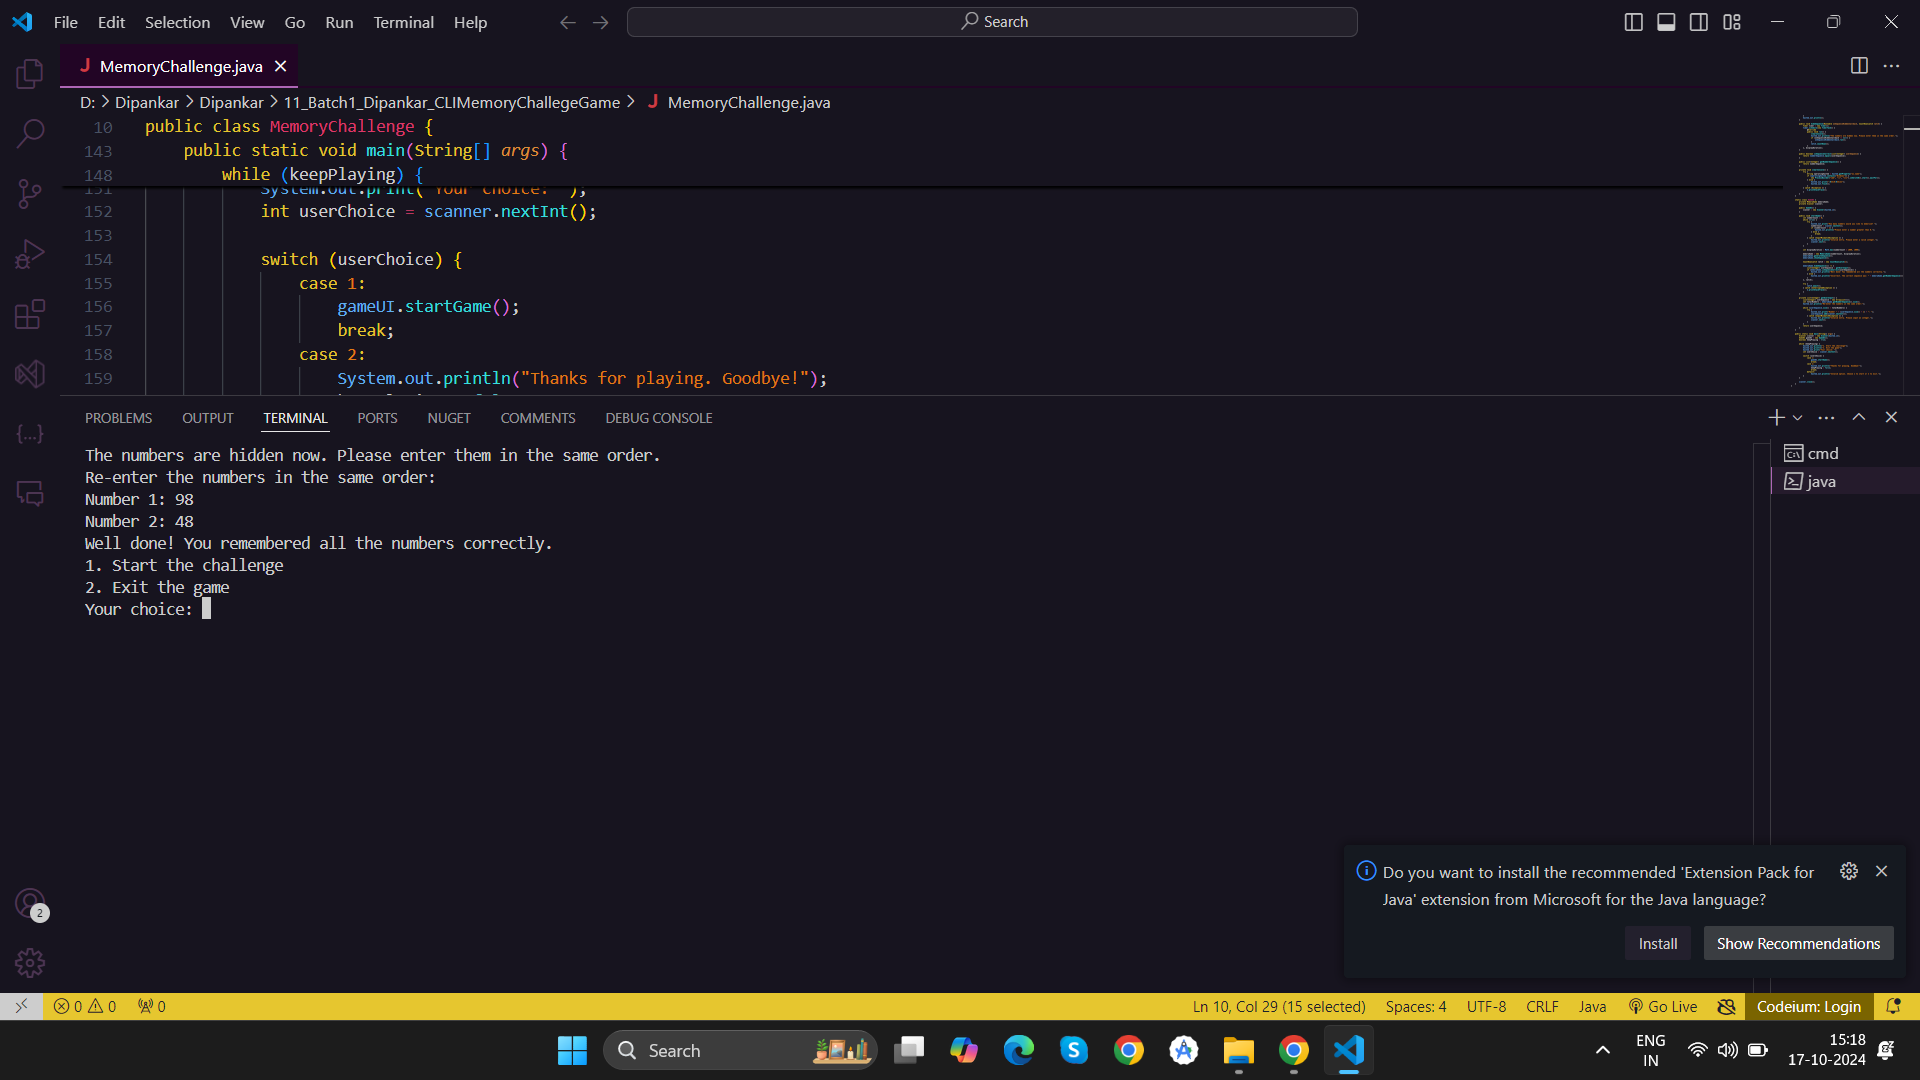 File Edit Selection View Go Run Terminal Help
Search
J MemoryChallenge.java
D: > Dipankar > Dipankar > 11_Batch1_Dipankar_CLIMemoryChallegeGame > J MemoryChallenge.java
10 public class MemoryChallenge {
143 public static void main(String[] args) {
148 while (keepPlaying) {
151 System.out.print("Your choice: ");
152 int userChoice = scanner.nextInt();
153
154 switch (userChoice) {
155 case 1:
156 gameUI.startGame();
157 break;
158 case 2:
159 System.out.println("Thanks for playing. Goodbye!");
PROBLEMS OUTPUT TERMINAL PORTS NUGET COMMENTS DEBUG CONSOLE
The numbers are hidden now. Please enter them in the same order.
Re-enter the numbers in the same order:
Number 1: 98
Number 2: 48
Well done! You remembered all the numbers correctly.
1. Start the challenge
2. Exit the game
Your choice:
cmd
java
Do you want to install the recommended 'Extension Pack for
Java' extension from Microsoft for the Java language?
Install Show Recommendations
2
0 0 0
Ln 10, Col 29 (15 selected) Spaces: 4 UTF-8 CRLF Java Go Live Codeium: Login
Search
ENG
IN
15:18
17-10-2024